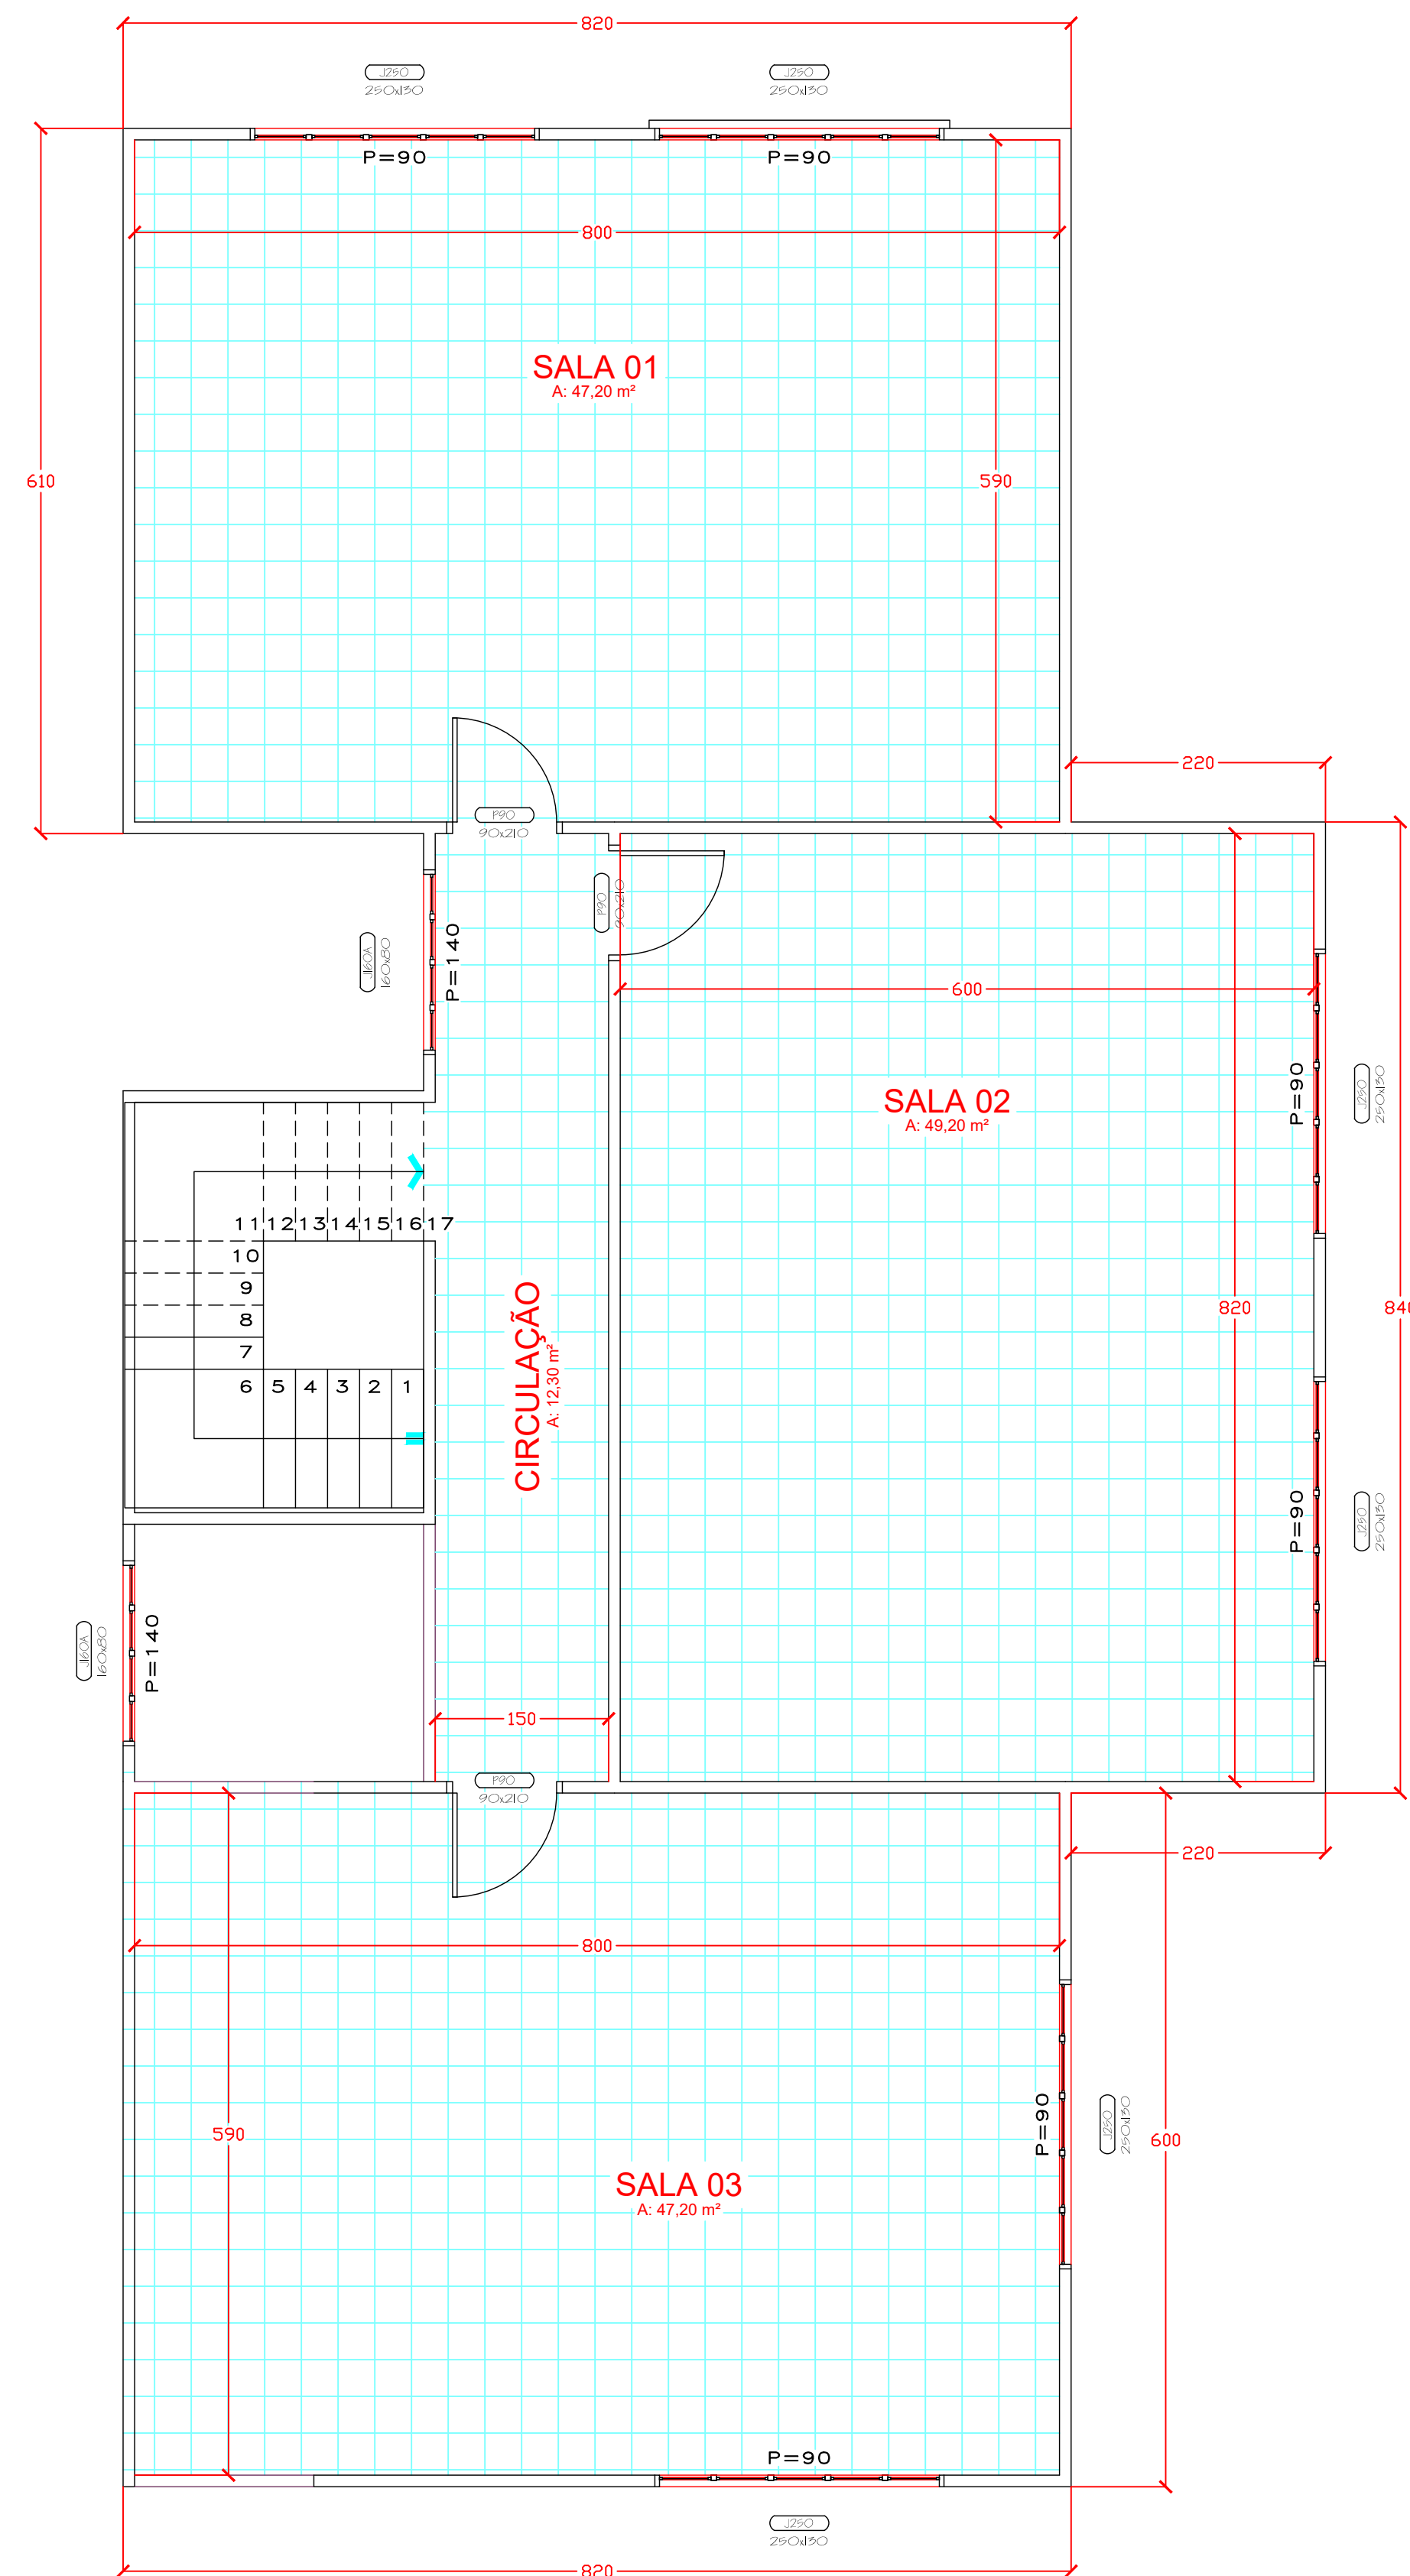 820
J250
250x130
J250
250x130
P=90
P=90
800
SALA 01
A: 47,20 m²
610
590
220
P90
90x210
P90
90x210
J160A
160x80
P=140
600
SALA 02
A: 49,20 m²
P=90
J250
250x130
11 12 13 14 15 16 17
10
9
8
7
6 5 4 3 2 1
CIRCULAÇÃO
A: 12,30 m²
820
840
P=90
J250
250x130
J160A
160x80
P=140
150
P90
90x210
220
800
590
P=90
J250
250x130
600
SALA 03
A: 47,20 m²
P=90
J250
250x130
820